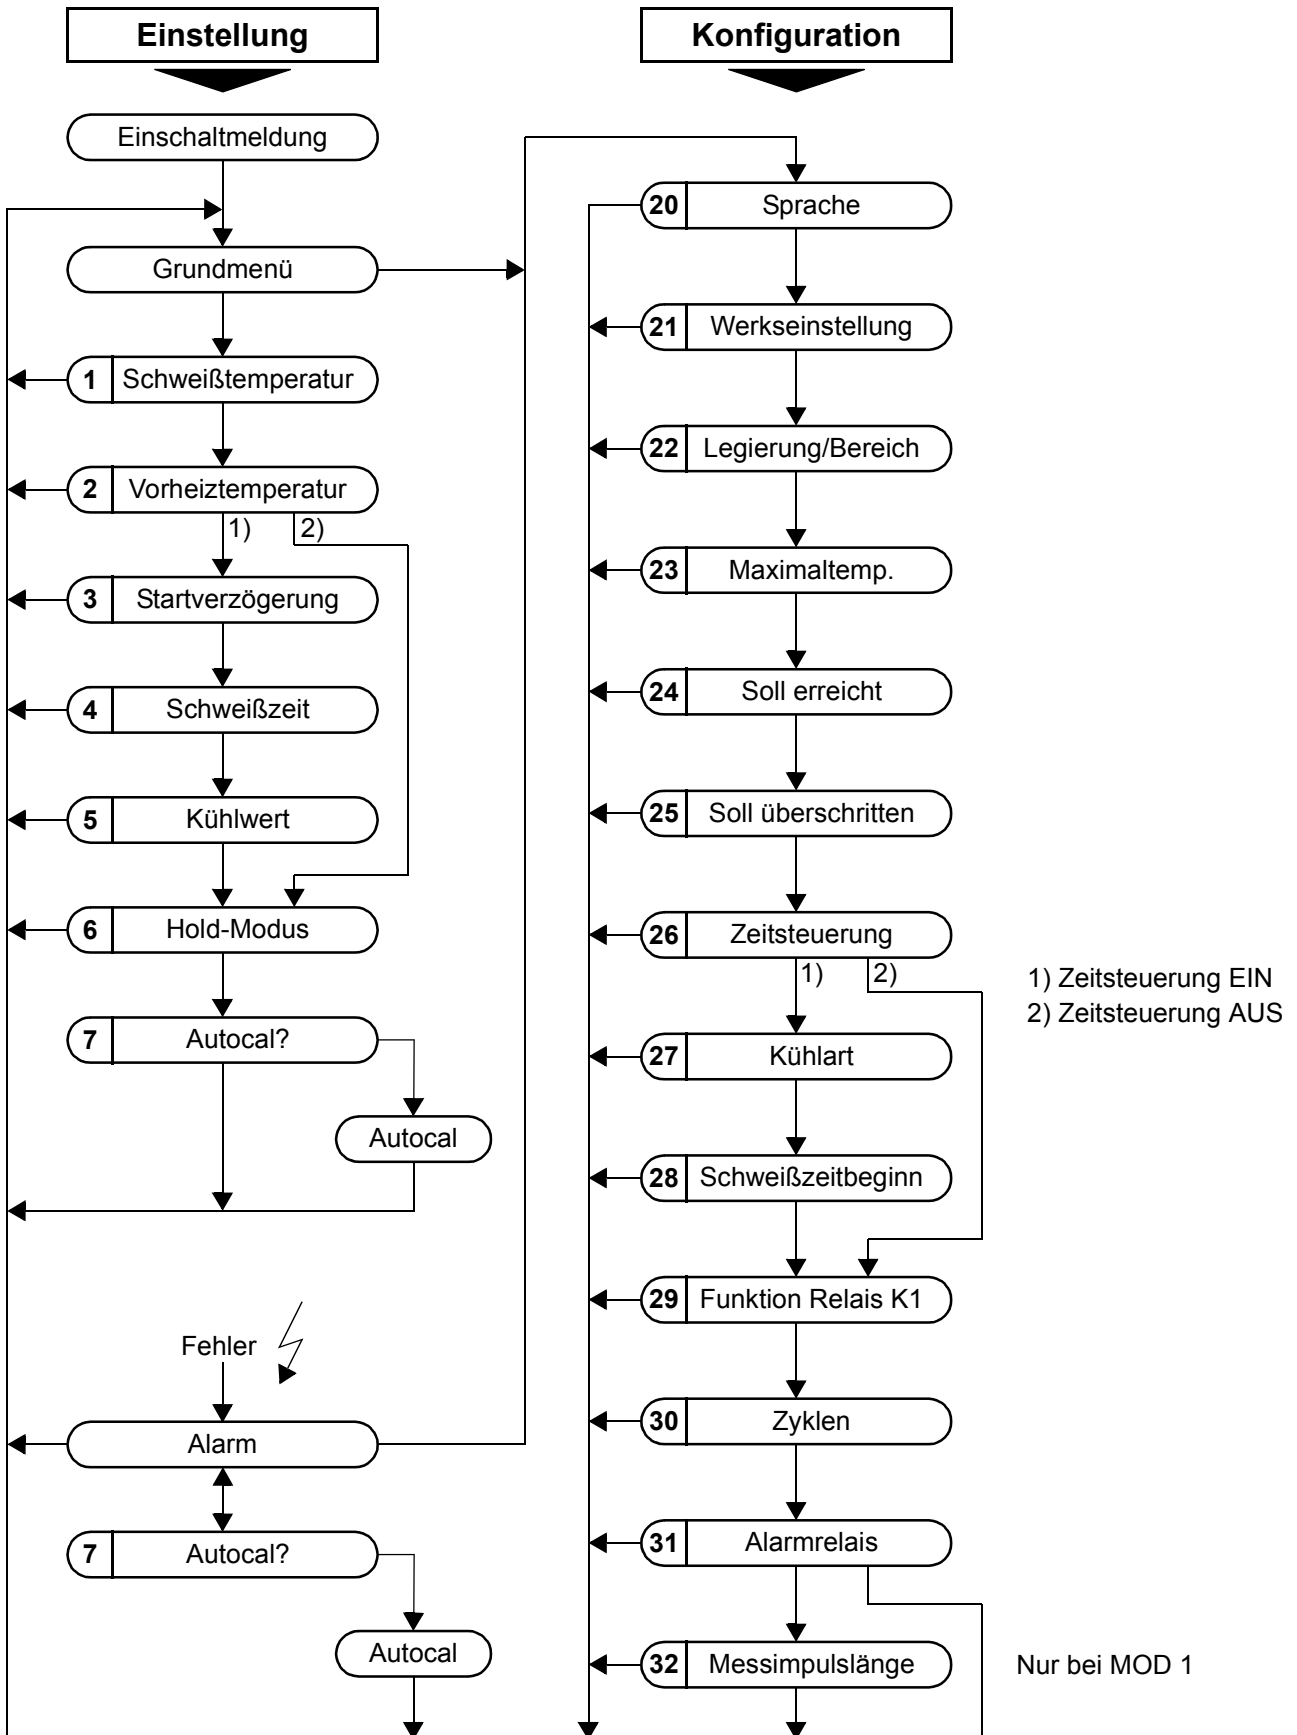 Einstellung
Einschaltmeldung
Grundmenü
1 Schweißtemperatur
2 Vorheiztemperatur
1) 2)
3 Startverzögerung
4 Schweißzeit
5 Kühlwert
6 Hold-Modus
7 Autocal?
Autocal
Fehler
Alarm
7 Autocal?
Autocal
Konfiguration
20 Sprache
21 Werkseinstellung
22 Legierung/Bereich
23 Maximaltemp.
24 Soll erreicht
25 Soll überschritten
26 Zeitsteuerung
1) 2)
27 Kühlart
28 Schweißzeitbeginn
29 Funktion Relais K1
30 Zyklen
31 Alarmrelais
32 Messimpulslänge
1) Zeitsteuerung EIN
2) Zeitsteuerung AUS
Nur bei MOD 1